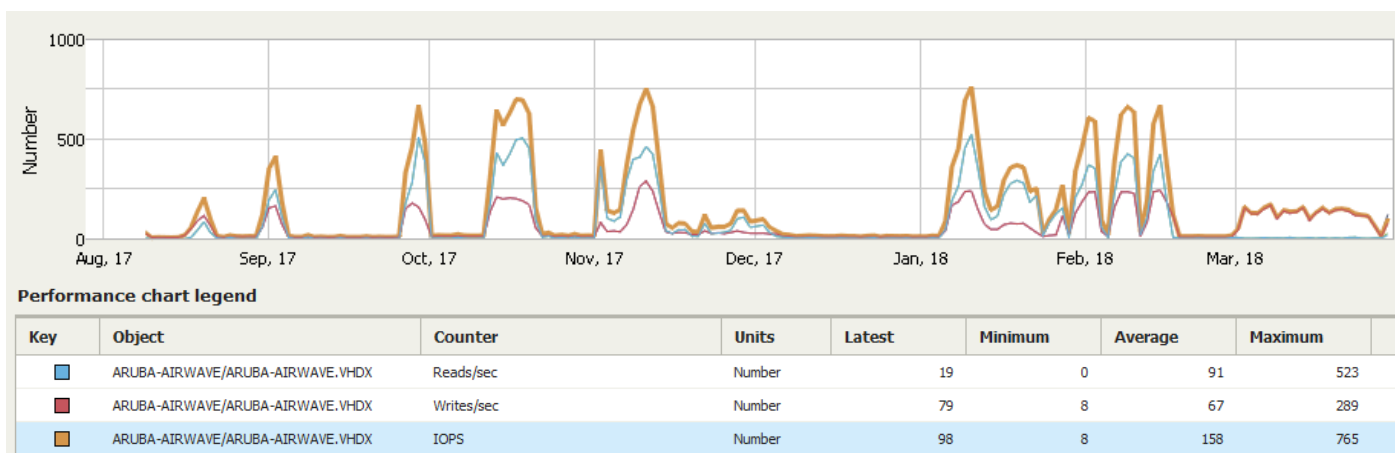 1000
500
0
Number
Aug, 17 Sep, 17 Oct, 17 Nov, 17 Dec, 17 Jan, 18 Feb, 18 Mar, 18
Performance chart legend
Key Object Counter Units Latest Minimum Average Maximum
ARUBA-AIRWAVE/ARUBA-AIRWAVE.VHDX Reads/sec Number 19 0 91 523
ARUBA-AIRWAVE/ARUBA-AIRWAVE.VHDX Writes/sec Number 79 8 67 289
ARUBA-AIRWAVE/ARUBA-AIRWAVE.VHDX IOPS Number 98 8 158 765